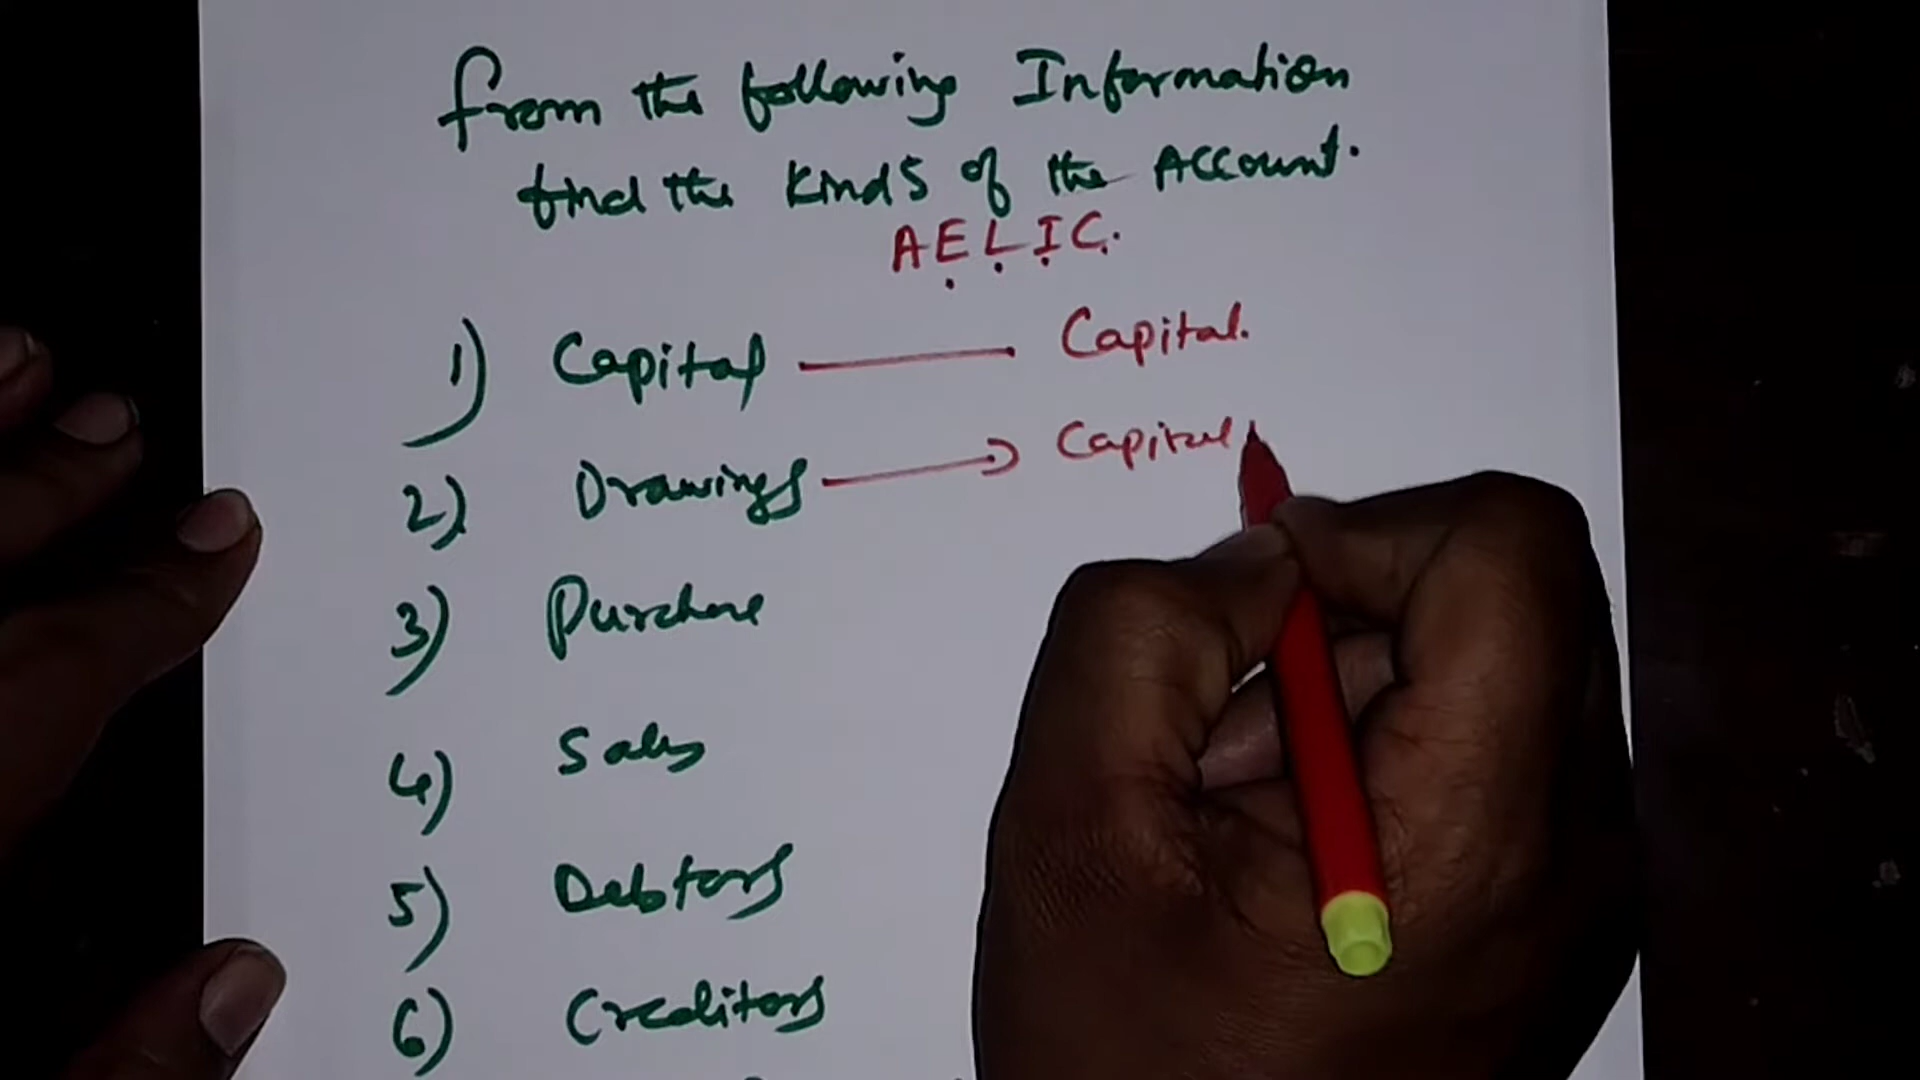 From the following Information
find the Kinds of the Account.
A E L I C.
1) Capital — Capital.
2) Drawings → Capital
3) Purchase
4) Sales
5) Debtors
6) Creditors